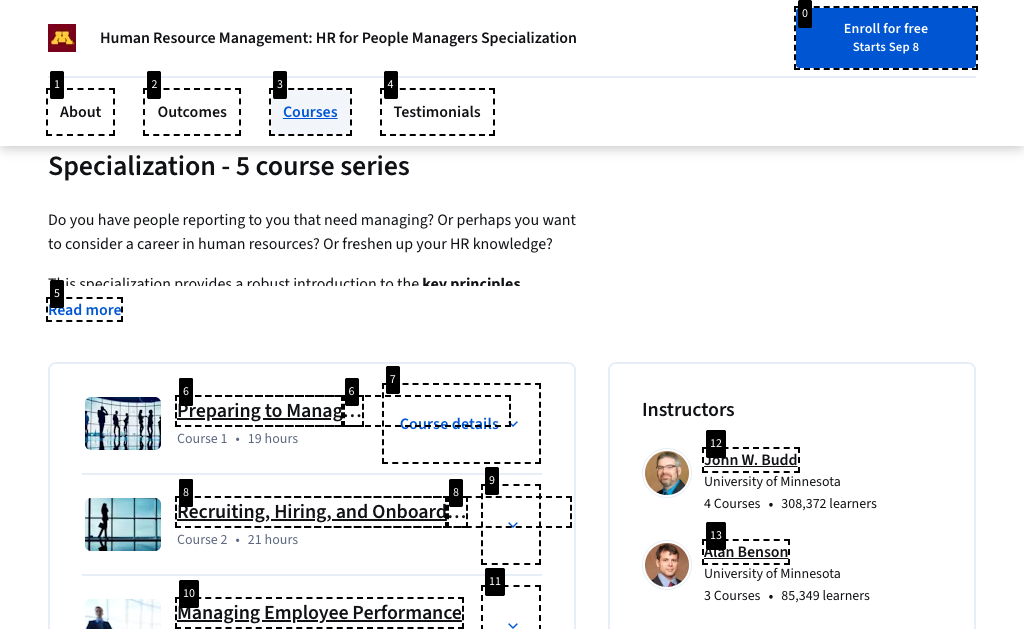 0
Enroll for free
Starts Sep 8
Human Resource Management: HR for People Managers Specialization
1
About
2
Outcomes
3
Courses
4
Testimonials
Specialization - 5 course series
Do you have people reporting to you that need managing? Or perhaps you want
to consider a career in human resources? Or freshen up your HR knowledge?
This specialization provides a robust introduction to the key principles
5
Read more
6
6
7
Preparing to Manag…
Course details
Course 1 • 19 hours
8
8
9
Recruiting, Hiring, and Onboard…
Course 2 • 21 hours
10
11
Managing Employee Performance
Instructors
12
John W. Budd
University of Minnesota
4 Courses • 308,372 learners
13
Alan Benson
University of Minnesota
3 Courses • 85,349 learners